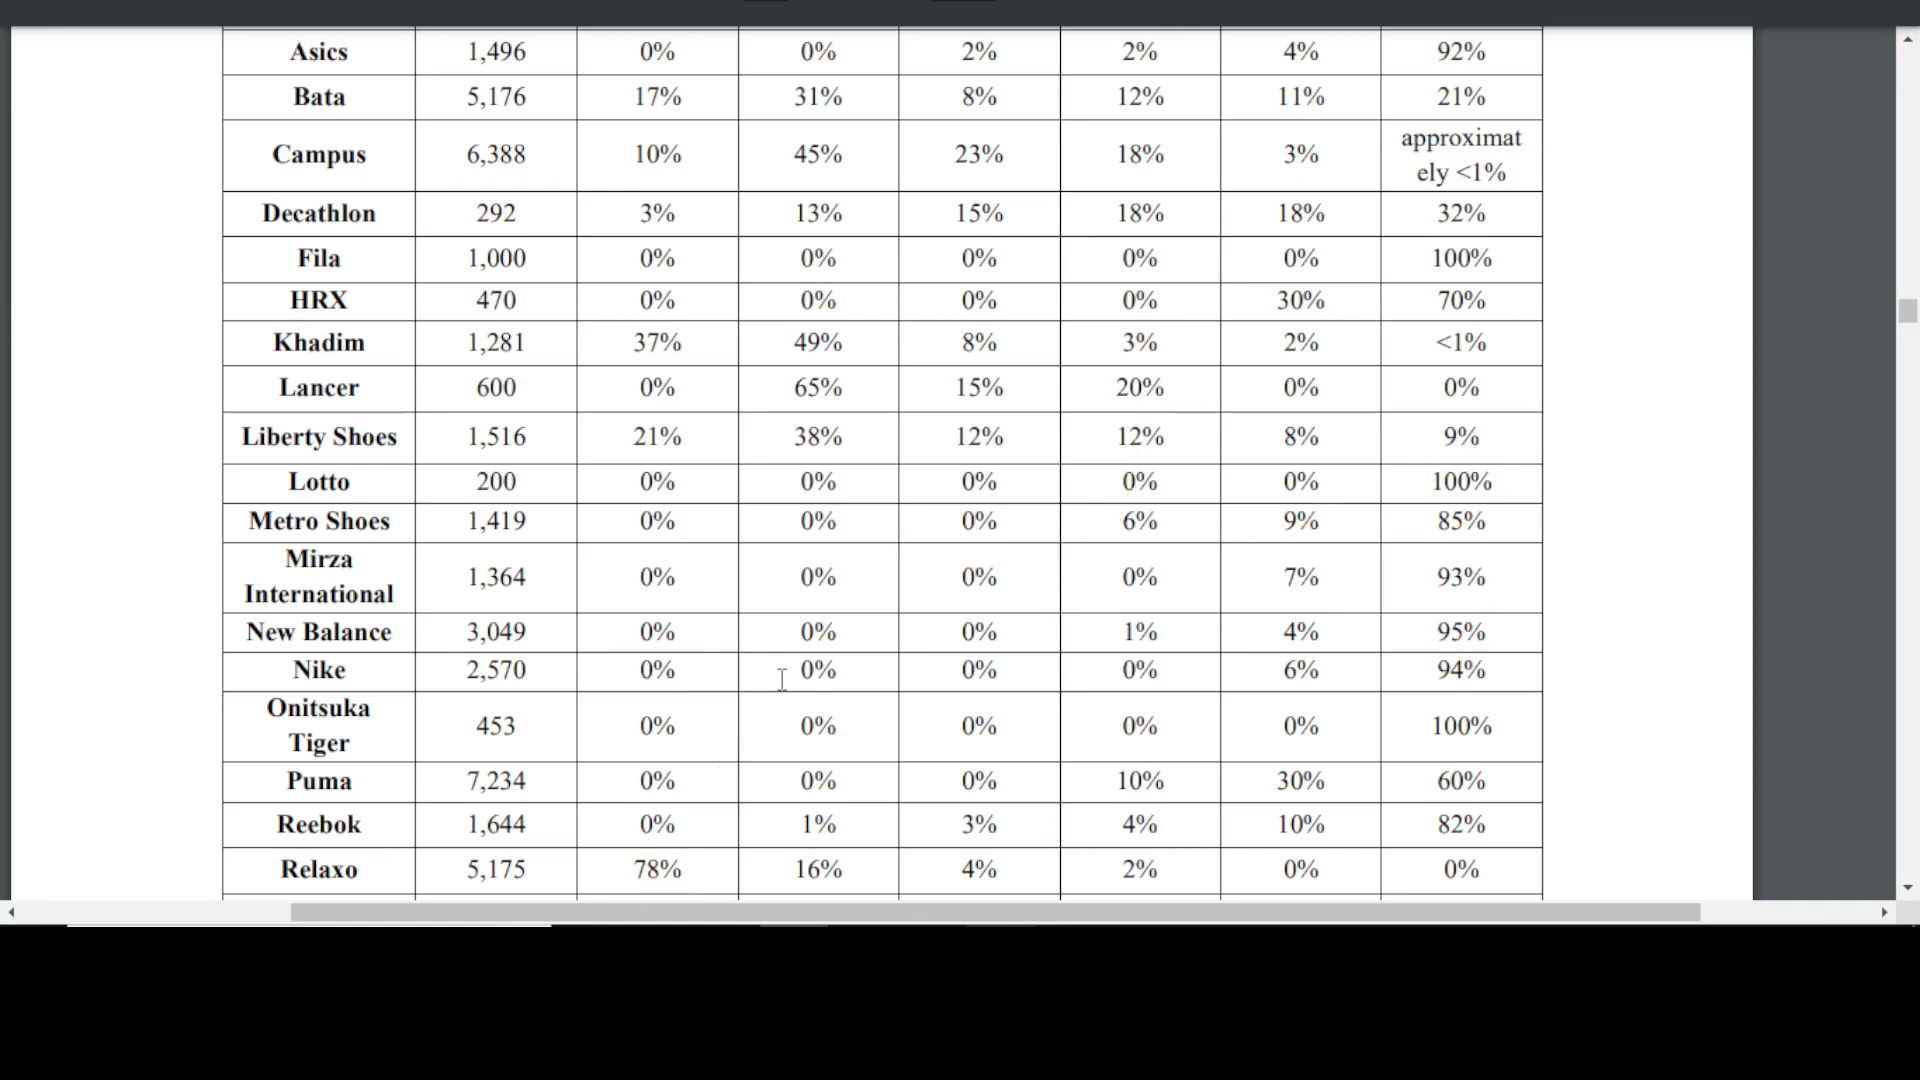 Asics 1,496 0% 0% 2% 2% 4% 92%
Bata 5,176 17% 31% 8% 12% 11% 21%
Campus 6,388 10% 45% 23% 18% 3% approximat
ely <1%
Decathlon 292 3% 13% 15% 18% 18% 32%
Fila 1,000 0% 0% 0% 0% 0% 100%
HRX 470 0% 0% 0% 0% 30% 70%
Khadim 1,281 37% 49% 8% 3% 2% <1%
Lancer 600 0% 65% 15% 20% 0% 0%
Liberty Shoes 1,516 21% 38% 12% 12% 8% 9%
Lotto 200 0% 0% 0% 0% 0% 100%
Metro Shoes 1,419 0% 0% 0% 6% 9% 85%
Mirza
International 1,364 0% 0% 0% 0% 7% 93%
New Balance 3,049 0% 0% 0% 1% 4% 95%
Nike 2,570 0% 0% 0% 0% 6% 94%
Onitsuka
Tiger 453 0% 0% 0% 0% 0% 100%
Puma 7,234 0% 0% 0% 10% 30% 60%
Reebok 1,644 0% 1% 3% 4% 10% 82%
Relaxo 5,175 78% 16% 4% 2% 0% 0%